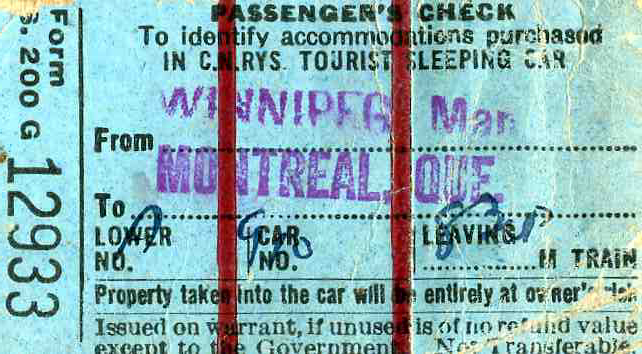 PASSENGER'S CHECK
To identify accommodations purchased
IN C.N.RYS. TOURIST SLEEPING CAR
WINNIPEG, Man
From
MONTREAL, QUE.
To
LOWER NO. CAR NO. LEAVING M TRAIN
Property taken into the car will be entirely at owner's risk
Issued on warrant, if unused is of no refund value
except to the Government. Not Transferable.
Form S. 200 G 12933